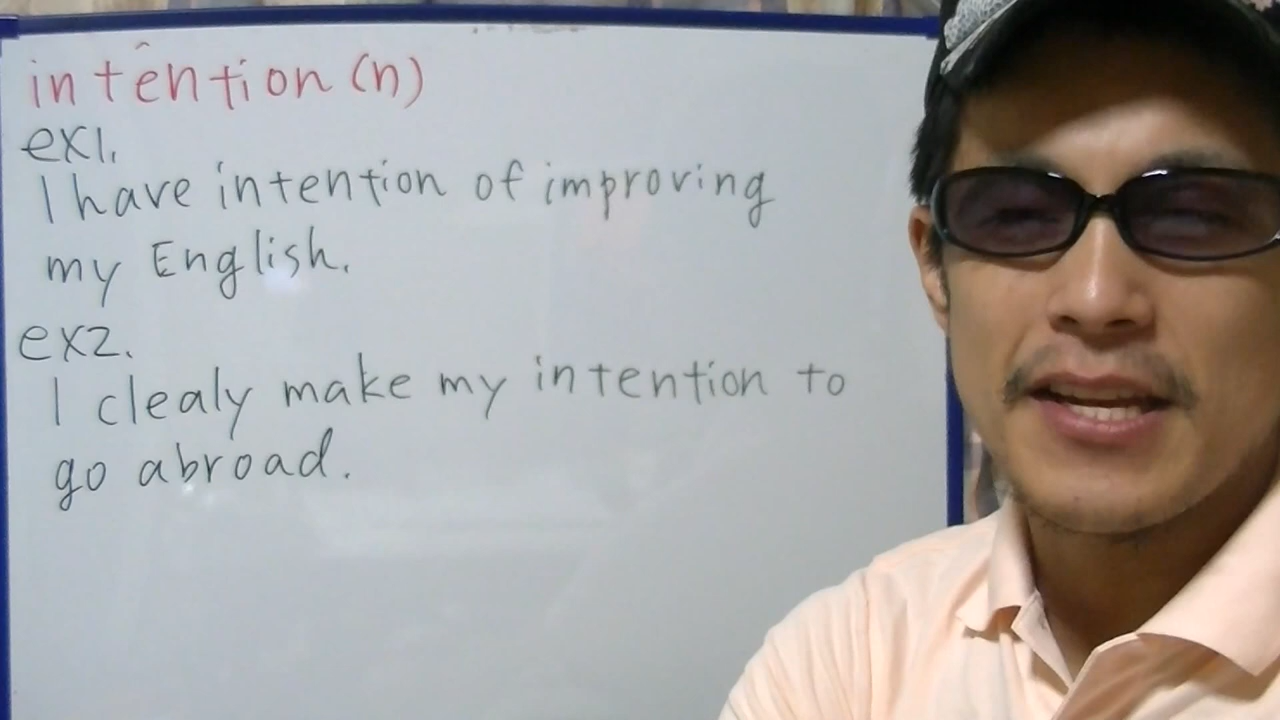 intention (n)
ex1.
I have intention of improving
my English.
ex2.
I clealy make my intention to
go abroad.